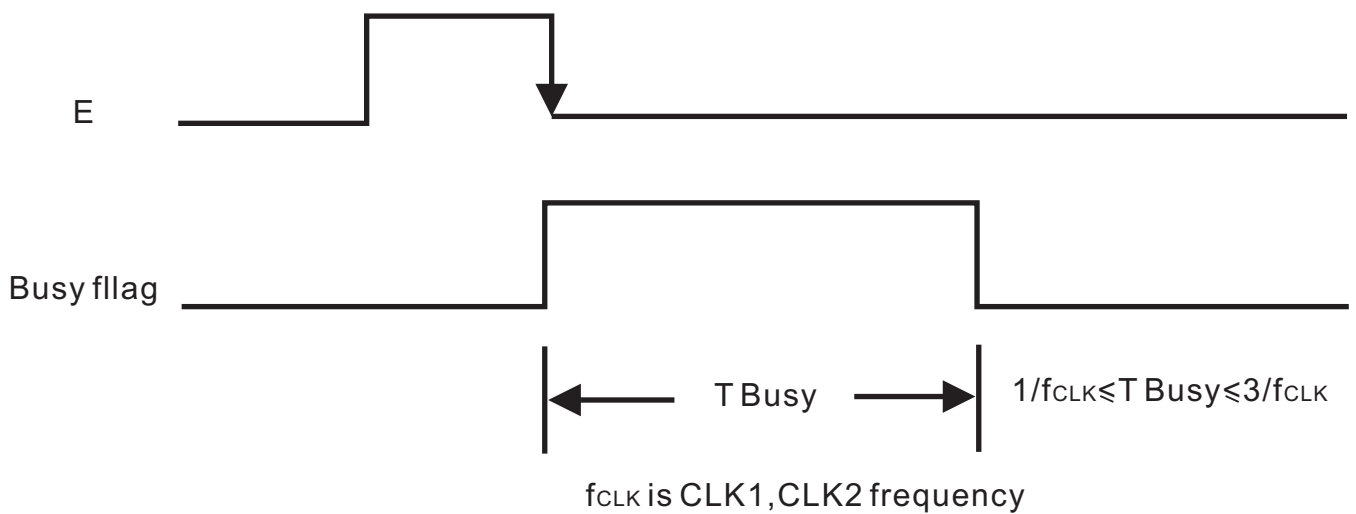 E
Busy fllag
T Busy
1/fCLK⩽T Busy⩽3/fCLK
fCLK is CLK1,CLK2 frequency